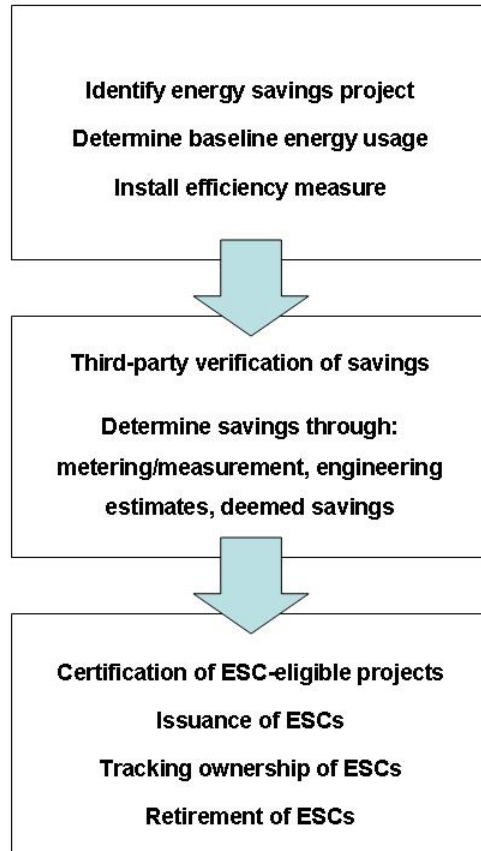 Identify energy savings project
Determine baseline energy usage
Install efficiency measure
Third-party verification of savings
Determine savings through:
metering/measurement, engineering
estimates, deemed savings
Certification of ESC-eligible projects
Issuance of ESCs
Tracking ownership of ESCs
Retirement of ESCs